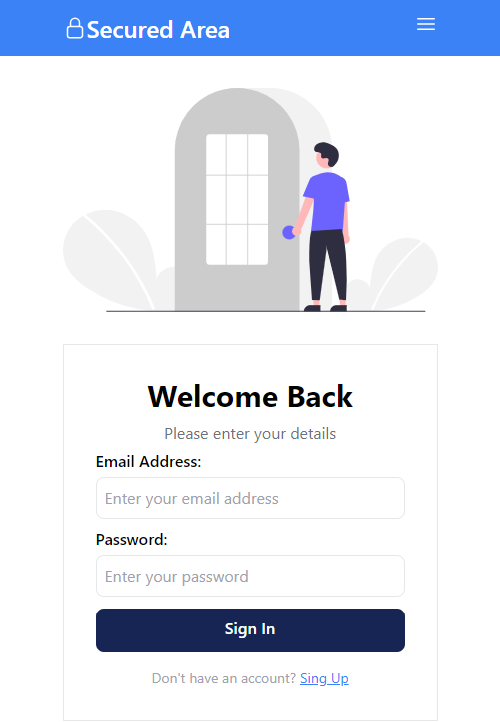 Secured Area
Welcome Back
Please enter your details
Email Address:
Enter your email address
Password:
Enter your password
Sign In
Don't have an account? Sing Up